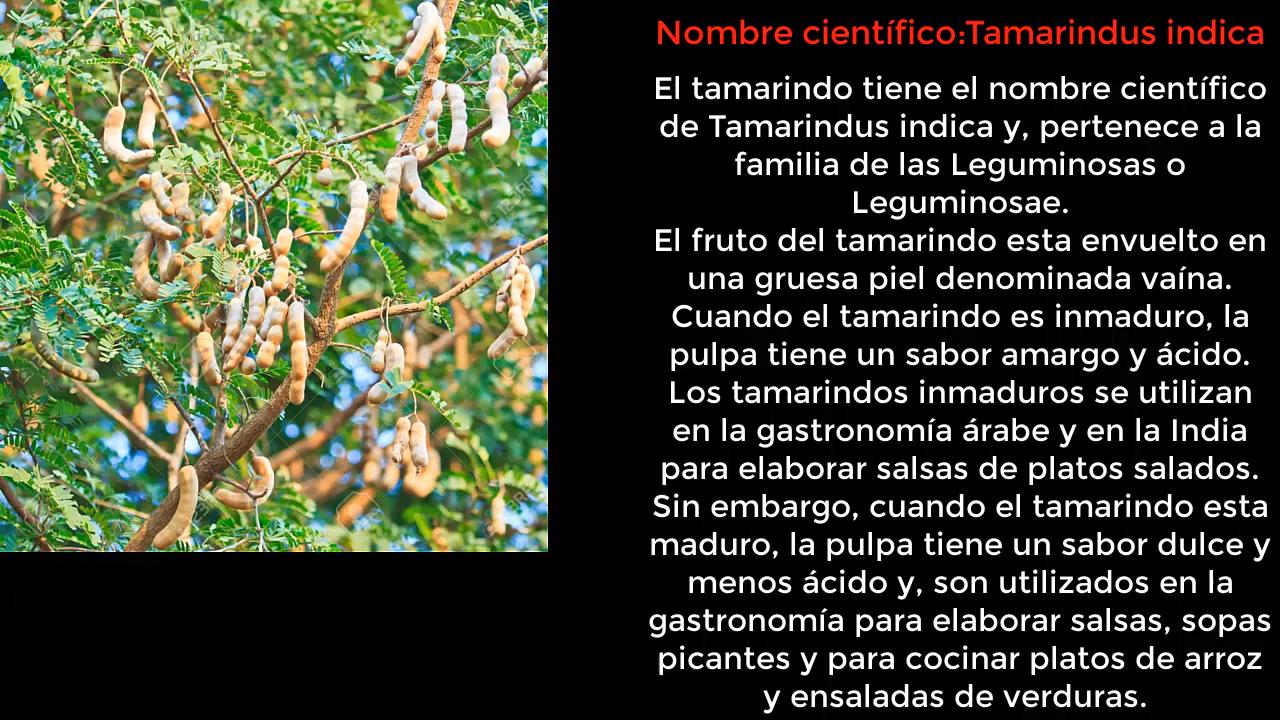 Nombre científico:Tamarindus indica
El tamarindo tiene el nombre científico
de Tamarindus indica y, pertenece a la
familia de las Leguminosas o
Leguminosae.
El fruto del tamarindo esta envuelto en
una gruesa piel denominada vaína.
Cuando el tamarindo es inmaduro, la
pulpa tiene un sabor amargo y ácido.
Los tamarindos inmaduros se utilizan
en la gastronomía árabe y en la India
para elaborar salsas de platos salados.
Sin embargo, cuando el tamarindo esta
maduro, la pulpa tiene un sabor dulce y
menos ácido y, son utilizados en la
gastronomía para elaborar salsas, sopas
picantes y para cocinar platos de arroz
y ensaladas de verduras.